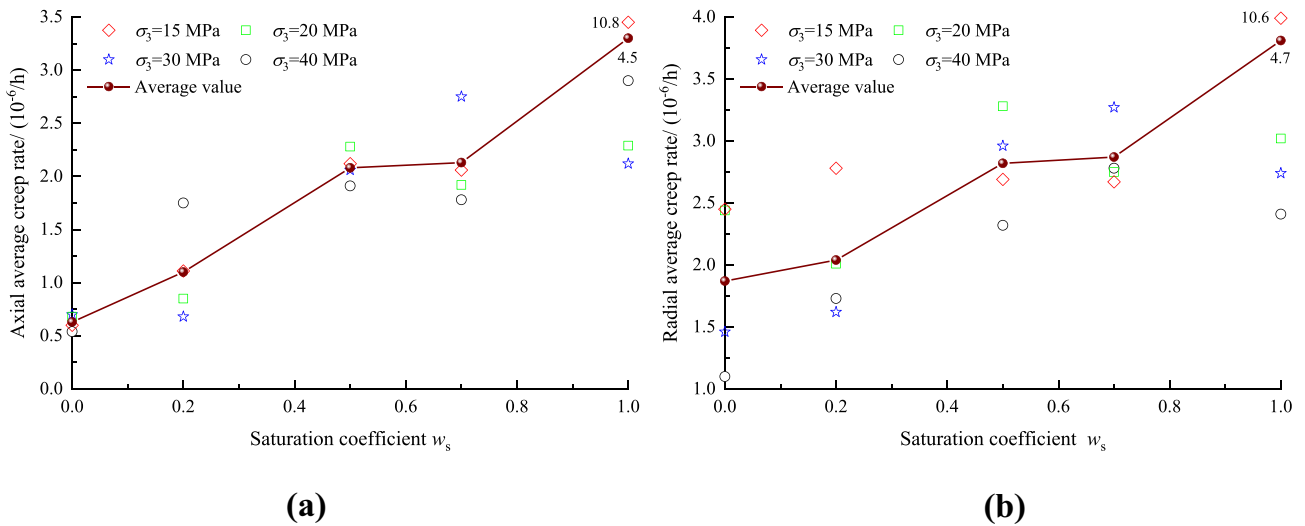 3.5
3.0
2.5
2.0
1.5
1.0
0.5
0.0
Axial average creep rate/ (10⁻⁶/h)
σ₃=15 MPa
σ₃=20 MPa
σ₃=30 MPa
σ₃=40 MPa
Average value
10.8
4.5
0.0
0.2
0.4
0.6
0.8
1.0
Saturation coefficient wₛ
(a)
4.0
3.5
3.0
2.5
2.0
1.5
1.0
Radial average creep rate/ (10⁻⁶/h)
σ₃=15 MPa
σ₃=20 MPa
σ₃=30 MPa
σ₃=40 MPa
Average value
10.6
4.7
0.0
0.2
0.4
0.6
0.8
1.0
Saturation coefficient wₛ
(b)